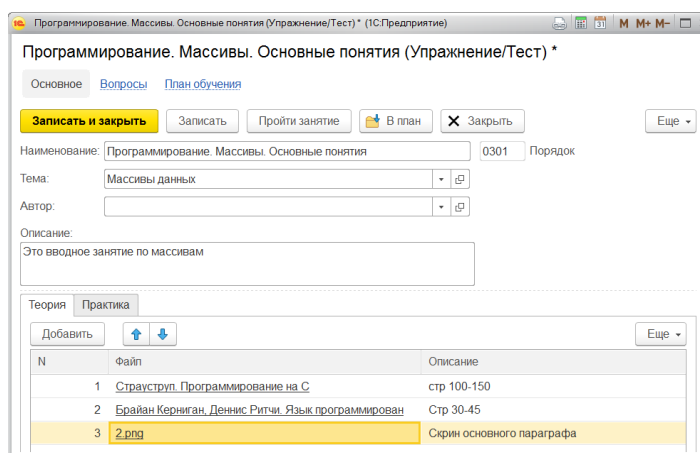 Программирование. Массивы. Основные понятия (Упражнение/Тест) * (1С:Предприятие)
31 M M+ M-
Программирование. Массивы. Основные понятия (Упражнение/Тест) *
Основное Вопросы План обучения
Записать и закрыть Записать Пройти занятие В план Закрыть Еще
Наименование: Программирование. Массивы. Основные понятия 0301 Порядок
Тема: Массивы данных
Автор:
Описание:
Это вводное занятие по массивам
Теория Практика
Добавить Еще
N Файл Описание
1 Страуструп. Программирование на С стр 100-150
2 Брайан Керниган, Деннис Ритчи. Язык программирован Стр 30-45
3 2.png Скрин основного параграфа